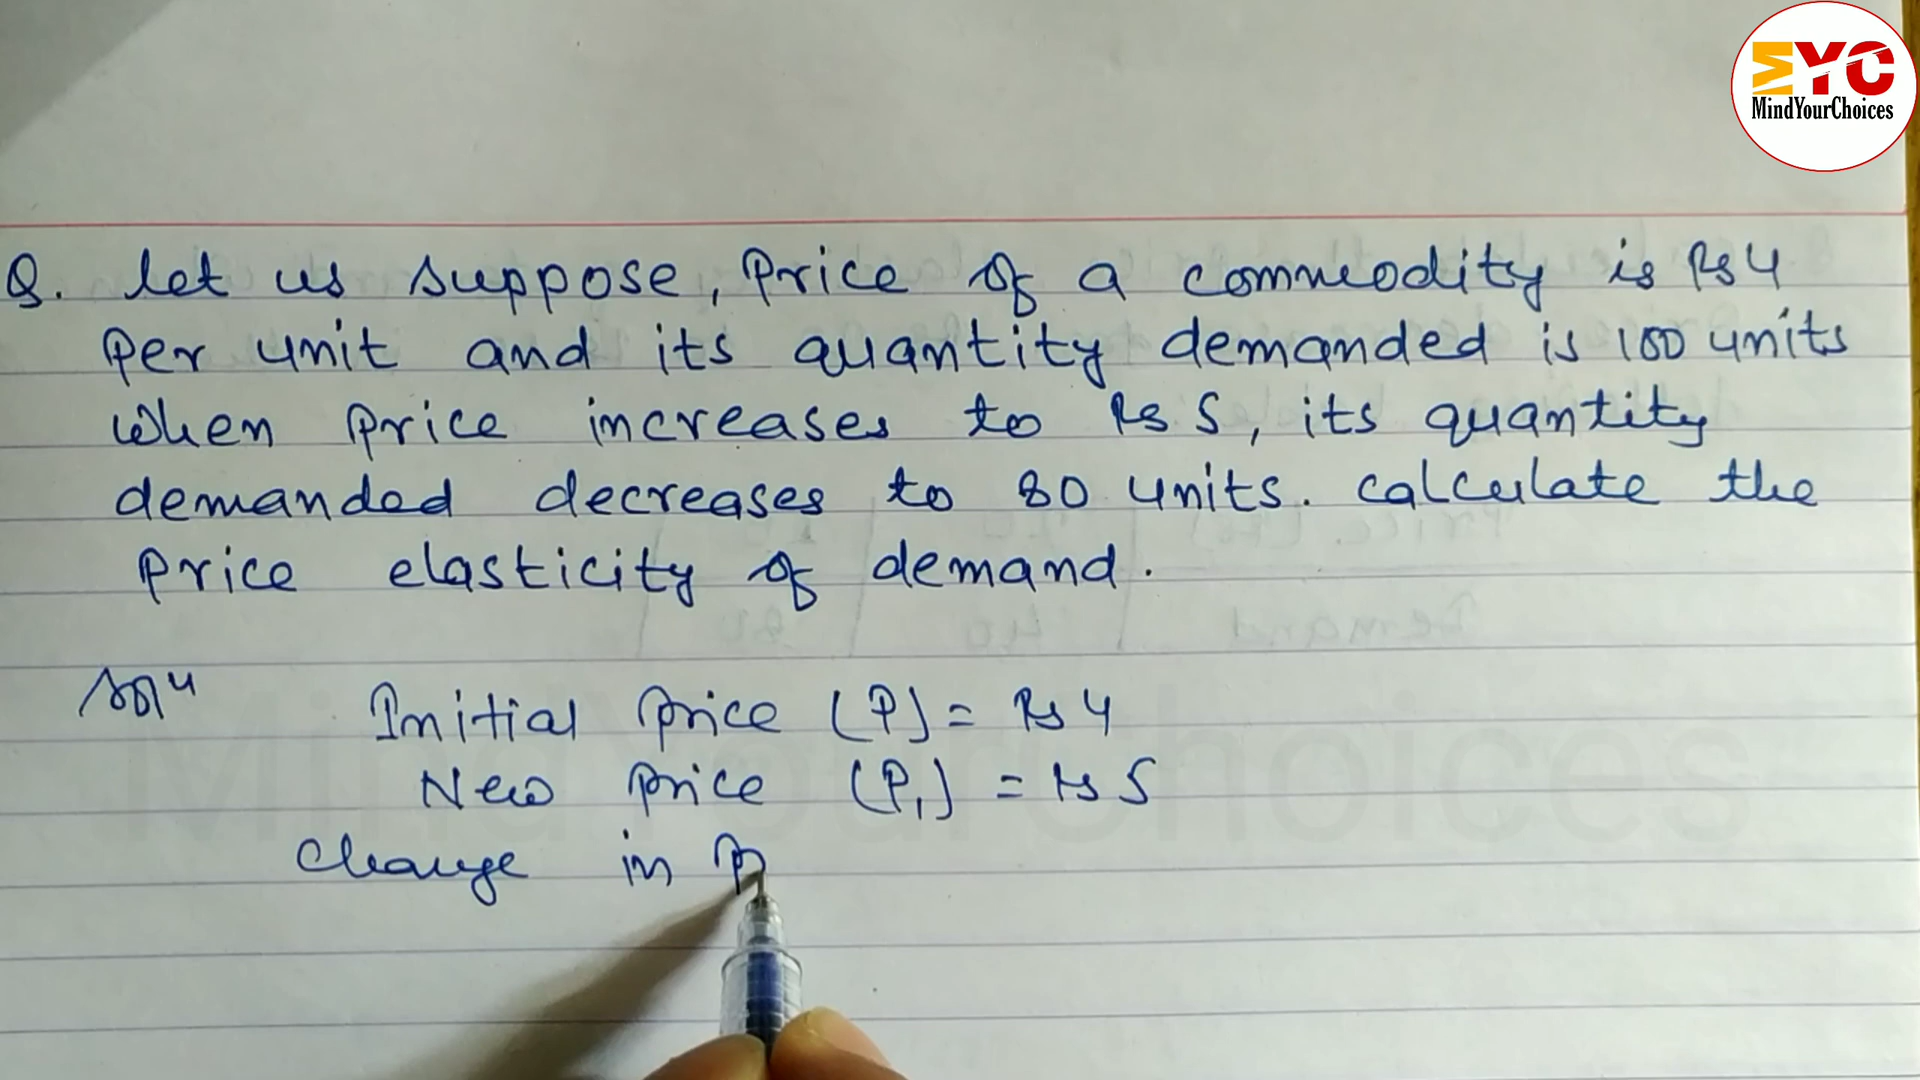 MYC
MindYourChoices
Q. let us suppose, Price of a commodity is Rs 4
per unit and its quantity demanded is 100 units
when price increases to Rs 5, its quantity
demanded decreases to 80 units. calculate the
price elasticity of demand.
Solⁿ Initial price (P) = Rs 4
New price (P₁) = Rs 5
Change in P
MindYourChoices